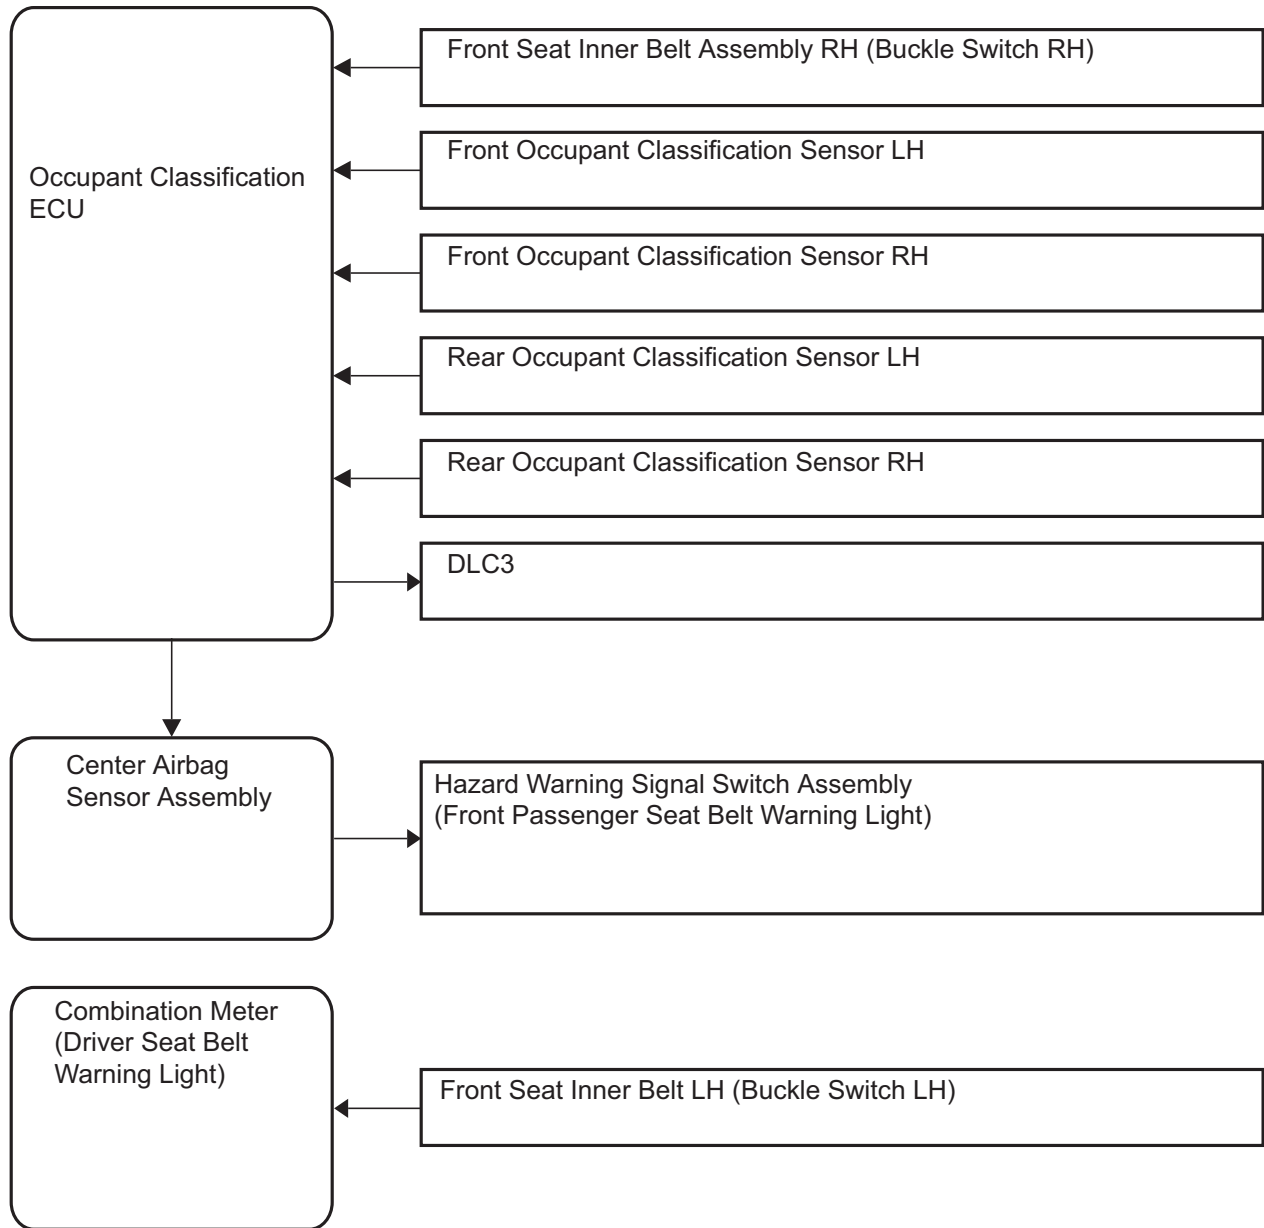 Front Seat Inner Belt Assembly RH (Buckle Switch RH)
Front Occupant Classification Sensor LH
Occupant Classification
ECU
Front Occupant Classification Sensor RH
Rear Occupant Classification Sensor LH
Rear Occupant Classification Sensor RH
DLC3
Center Airbag
Sensor Assembly
Hazard Warning Signal Switch Assembly
(Front Passenger Seat Belt Warning Light)
Combination Meter
(Driver Seat Belt
Warning Light)
Front Seat Inner Belt LH (Buckle Switch LH)